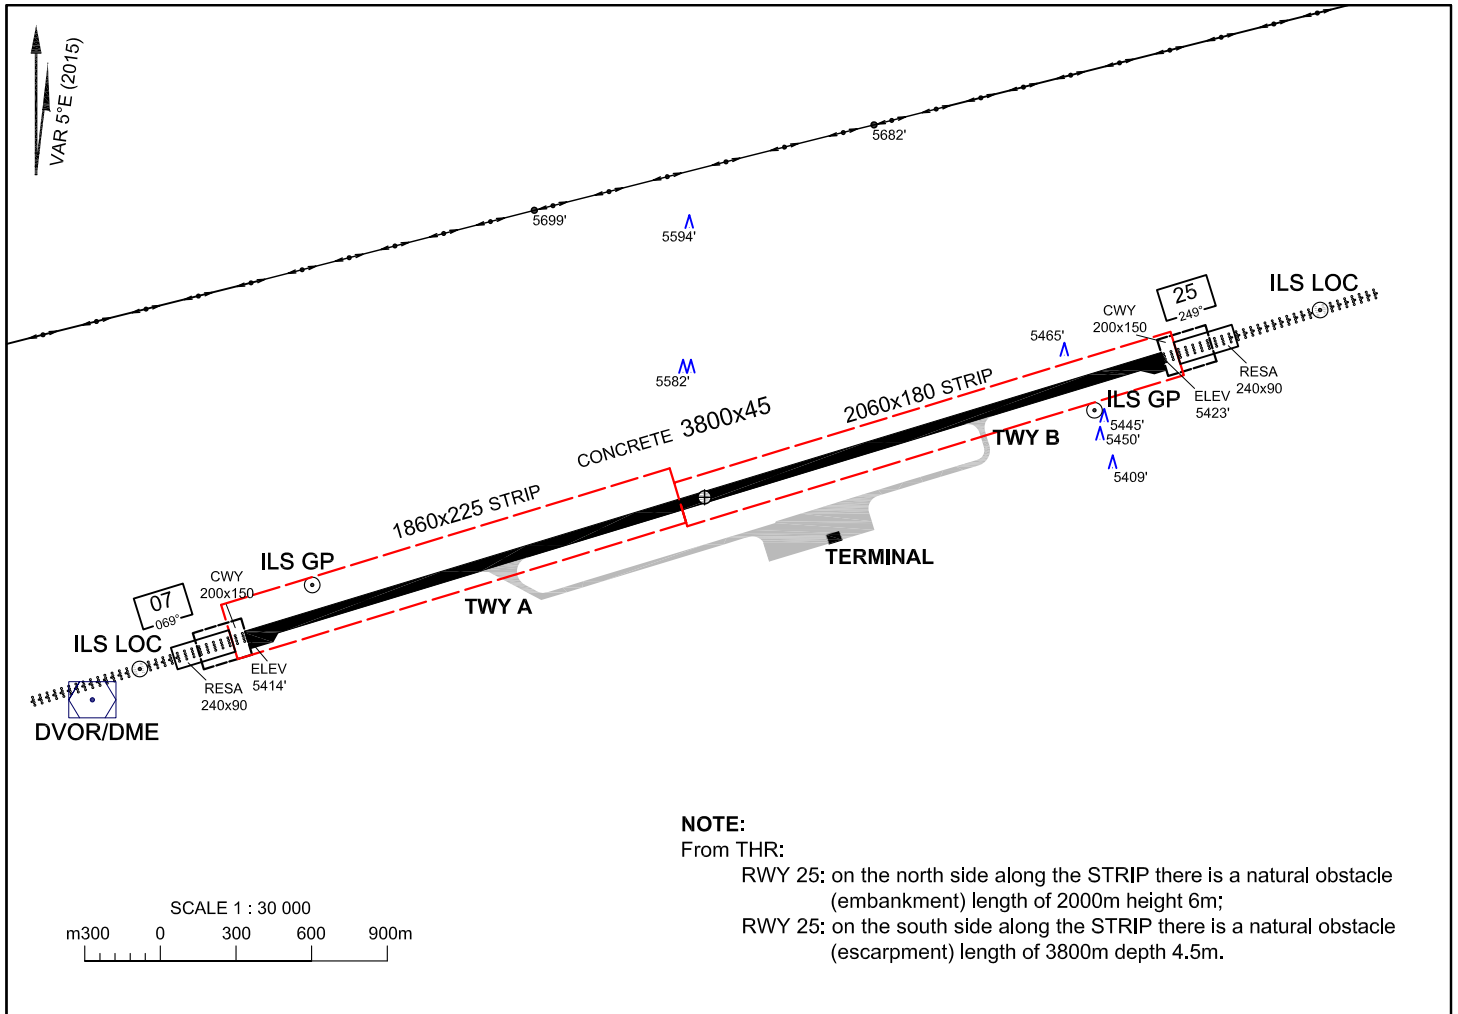 VAR 5°E (2015)
5682'
5699'
5594'
ILS LOC
25
249°
CWY
200x150
5465'
RESA
240x90
5582'
ELEV
5423'
ILS GP
2060x180 STRIP
CONCRETE 3800x45
5445'
5450'
TWY B
5409'
1860x225 STRIP
TERMINAL
ILS GP
CWY
200x150
07
069°
TWY A
ILS LOC
ELEV
5414'
RESA
240x90
DVOR/DME
NOTE:
From THR:
RWY 25: on the north side along the STRIP there is a natural obstacle
(embankment) length of 2000m height 6m;
RWY 25: on the south side along the STRIP there is a natural obstacle
(escarpment) length of 3800m depth 4.5m.
SCALE 1 : 30 000
m300 0 300 600 900m